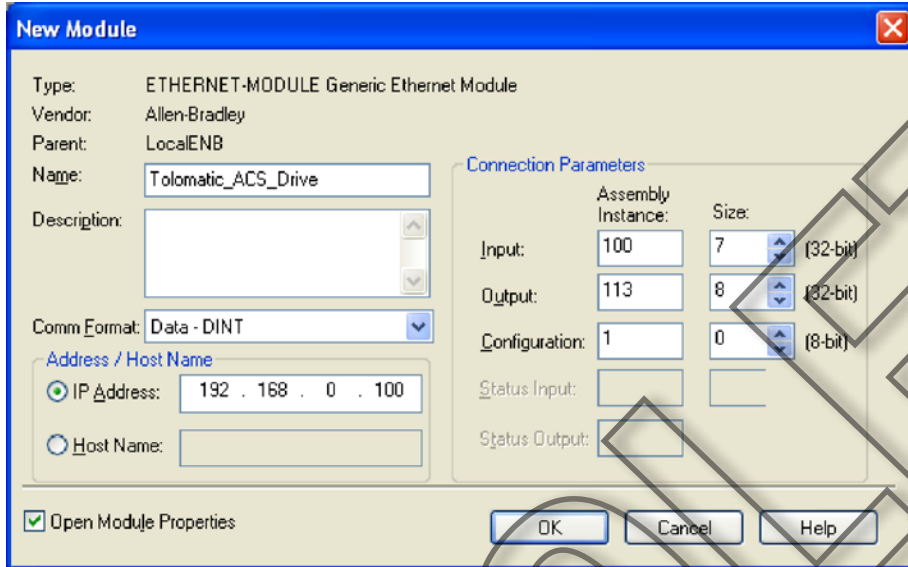 New Module
Type: ETHERNET-MODULE Generic Ethernet Module
Vendor: Allen-Bradley
Parent: LocalENB
Name: Tolomatic_ACS_Drive
Description:
Comm Format: Data - DINT
Address / Host Name
IP Address: 192 . 168 . 0 . 100
Host Name:
Connection Parameters
Assembly Instance: Size:
Input: 100 7 (32-bit)
Output: 113 8 (32-bit)
Configuration: 1 0 (8-bit)
Status Input:
Status Output:
Open Module Properties
OK Cancel Help